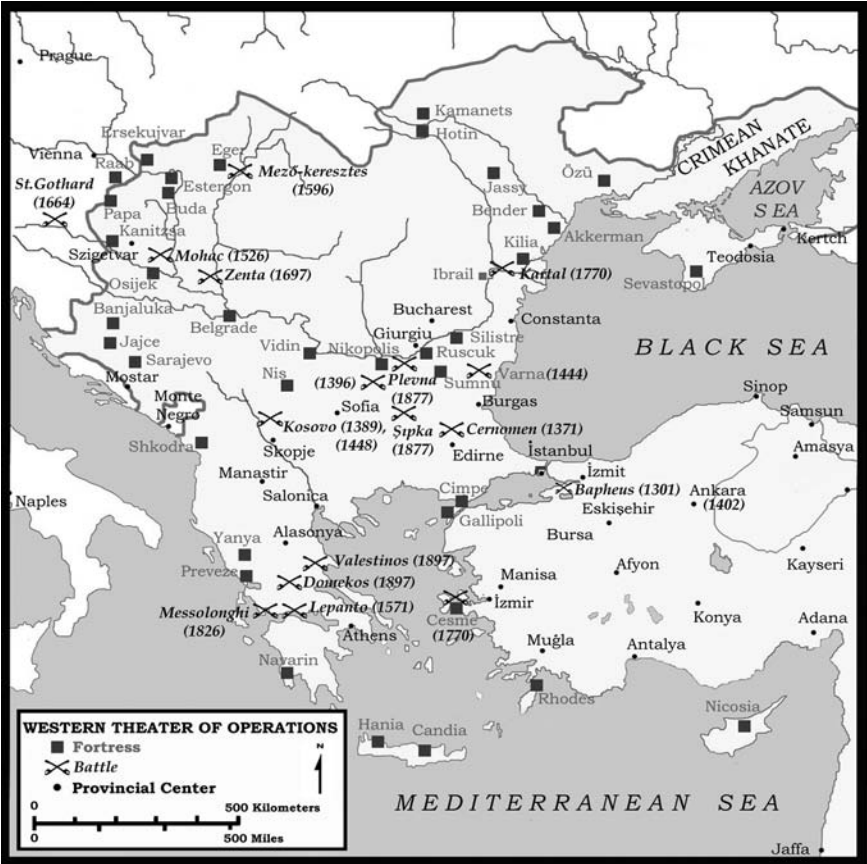 Prague
Kamanets
Hotin
Ersekujvar
Vienna
Raab
Eger
Mező-keresztes
(1596)
CRIMEAN
KHANATE
St.Gothard
(1664)
Estergon
Buda
Jassy
Özü
AZOV
SEA
Papa
Kanitzsa
Bender
Akkerman
Szigetvar
Mohac (1526)
Kilia
Teodosia
Kertch
Zenta (1697)
Osijek
Ibrail
Kartal (1770)
Sevastopol
Banjaluka
Belgrade
Bucharest
Constanta
Jajce
Giurgiu
Silistre
BLACK SEA
Sarajevo
Vidin
Nikopolis
Ruscuk
Mostar
Nis
(1396)
Plevna
(1877)
Sumnu
Varna (1444)
Monte
Negro
Sofia
Burgas
Sinop
Kosovo (1389),
(1448)
Şıpka
(1877)
Cernomen (1371)
Samsun
Shkodra
Skopje
Edirne
İstanbul
Amasya
Manastir
İzmit
Naples
Salonica
Cimpe
Bapheus (1301)
Ankara
(1402)
Gallipoli
Eskişehir
Bursa
Yanya
Alasonya
Kayseri
Preveze
Valestinos (1897)
Afyon
Domekos (1897)
Manisa
Messolonghi
(1826)
Lepanto (1571)
İzmir
Konya
Adana
Cesme
(1770)
Athens
Muğla
Antalya
Navarin
Rhodes
Nicosia
Hania
Candia
WESTERN THEATER OF OPERATIONS
Fortress
N
Battle
Provincial Center
0 500 Kilometers
0 500 Miles
MEDITERRANEAN SEA
Jaffa